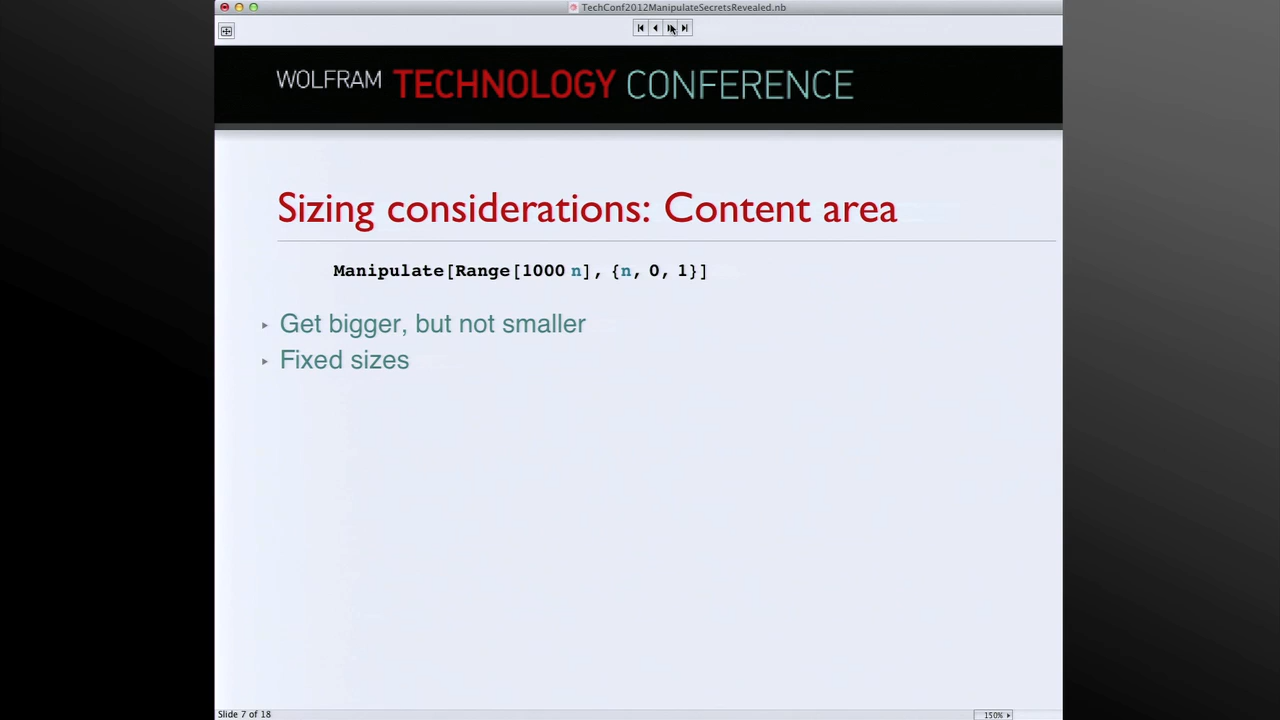 TechConf2012ManipulateSecretsRevealed.nb
WOLFRAM TECHNOLOGY CONFERENCE
Sizing considerations: Content area
Manipulate[Range[1000 n], {n, 0, 1}]
Get bigger, but not smaller
Fixed sizes
Slide 7 of 18
150%